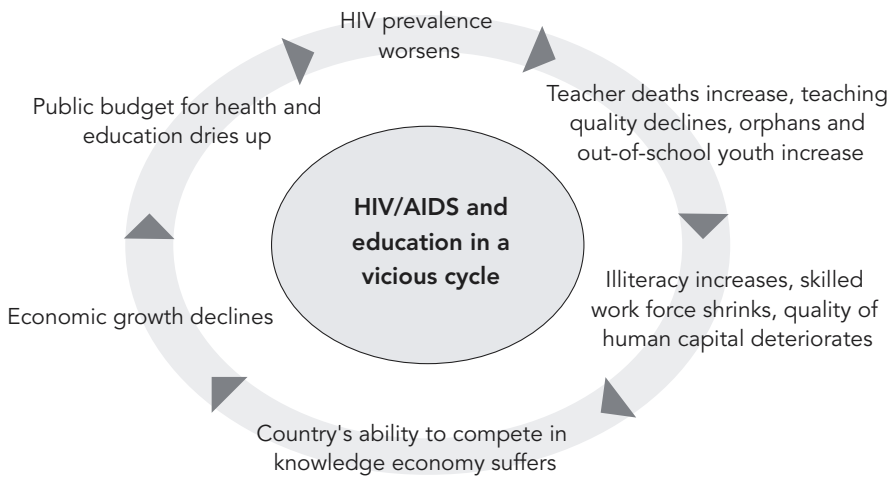 HIV prevalence
worsens
Teacher deaths increase, teaching
quality declines, orphans and
out-of-school youth increase
Illiteracy increases, skilled
work force shrinks, quality of
human capital deteriorates
Country's ability to compete in
knowledge economy suffers
Economic growth declines
Public budget for health and
education dries up
HIV/AIDS and
education in a
vicious cycle